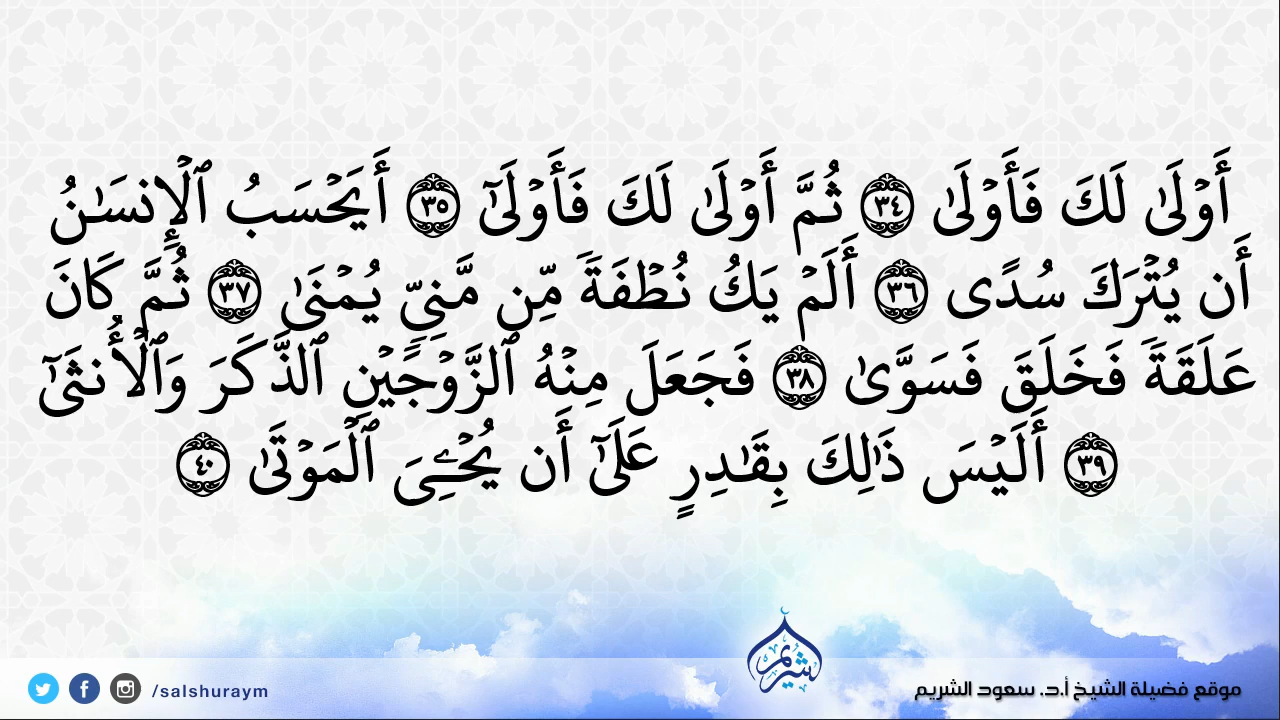 أَوۡلَىٰ لَكَ فَأَوۡلَىٰ ٣٤ ثُمَّ أَوۡلَىٰ لَكَ فَأَوۡلَىٰٓ ٣٥ أَيَحۡسَبُ ٱلۡإِنسَٰنُ
أَن يُتۡرَكَ سُدًى ٣٦ أَلَمۡ يَكُ نُطۡفَةٗ مِّن مَّنِيّٖ يُمۡنَىٰ ٣٧ ثُمَّ كَانَ
عَلَقَةٗ فَخَلَقَ فَسَوَّىٰ ٣٨ فَجَعَلَ مِنۡهُ ٱلزَّوۡجَيۡنِ ٱلذَّكَرَ وَٱلۡأُنثَىٰٓ
٣٩ أَلَيۡسَ ذَٰلِكَ بِقَٰدِرٍ عَلَىٰٓ أَن يُحۡـِۧيَ ٱلۡمَوۡتَىٰ ٤٠
شريم
موقع فضيلة الشيخ أ.د. سعود الشريم
/salshuraym